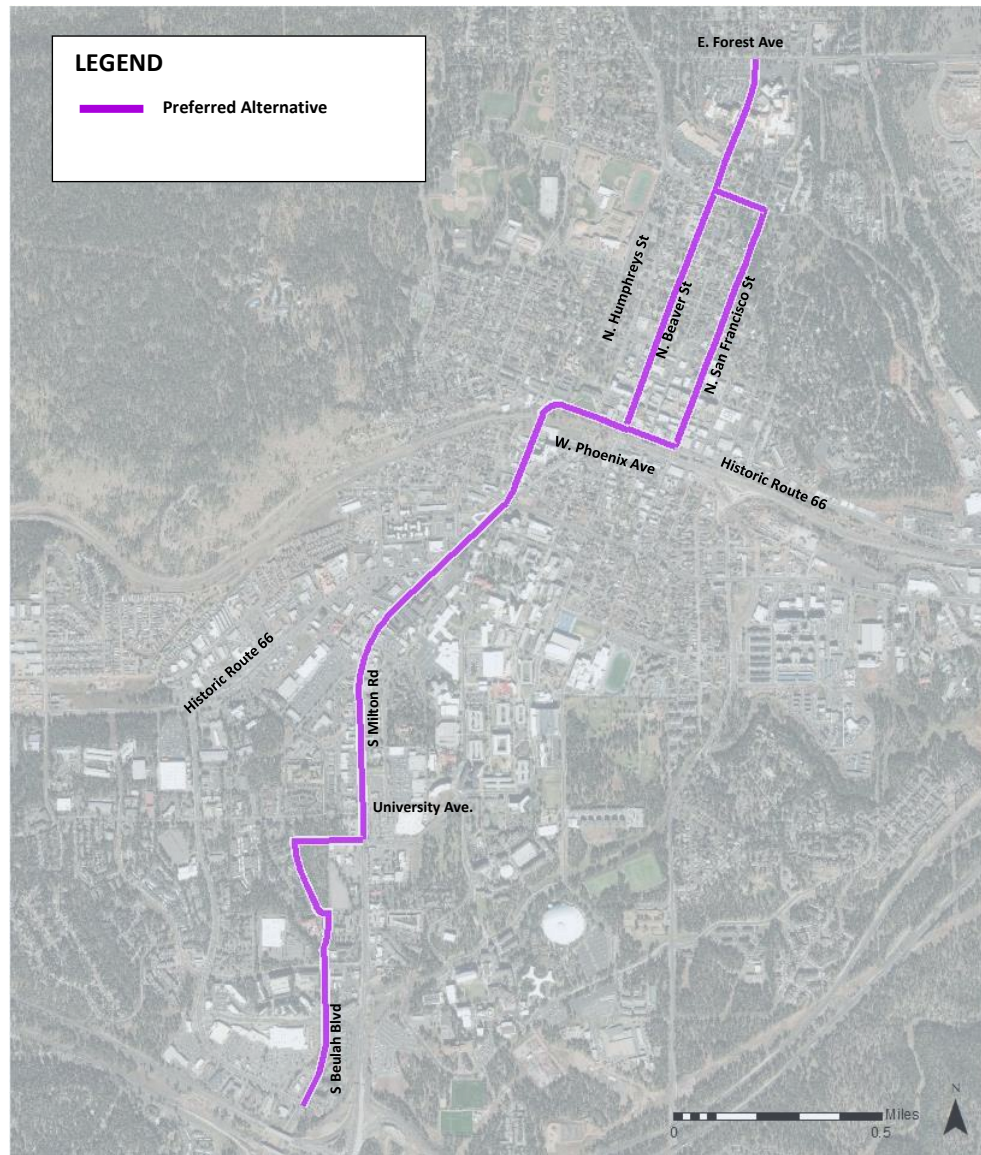 E. Forest Ave
LEGEND
Preferred Alternative
N. Humphreys St
N. Beaver St
N. San Francisco St
W. Phoenix Ave
Historic Route 66
Historic Route 66
S Milton Rd
University Ave.
S Beulah Blvd
N
Miles
0
0.5